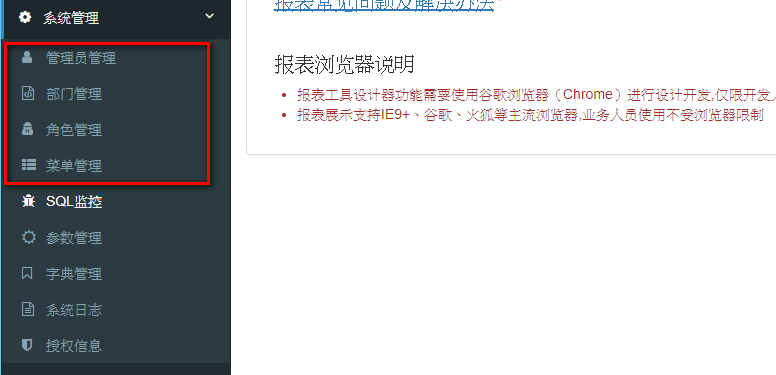 系统管理
管理员管理
部门管理
角色管理
菜单管理
SQL监控
参数管理
字典管理
系统日志
授权信息
报表常见问题及解决办法
报表浏览器说明
报表工具设计器功能需要使用谷歌浏览器（Chrome）进行设计开发,仅限开发
报表展示支持IE9+、谷歌、火狐等主流浏览器,业务人员使用不受浏览器限制